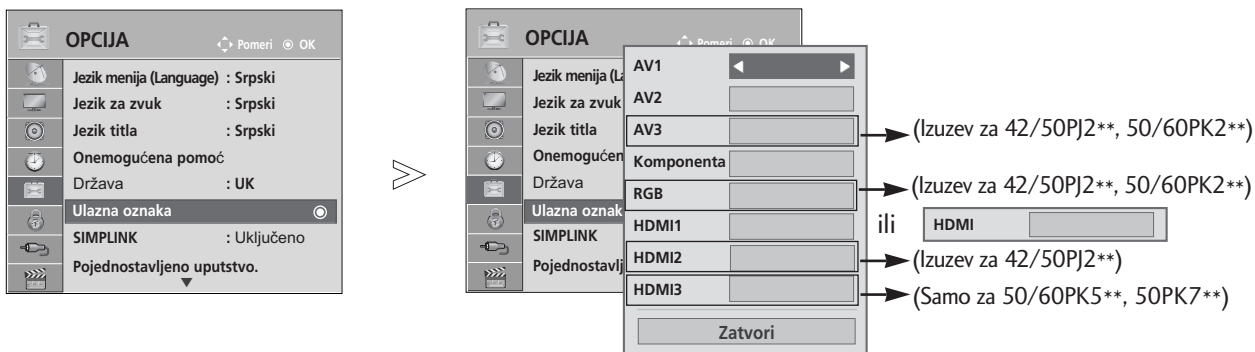 OPCIJA
Pomeri OK
Jezik menija (Language) : Srpski
Jezik za zvuk : Srpski
Jezik titla : Srpski
Onemogućena pomoć
Država : UK
Ulazna oznaka
SIMPLINK : Uključeno
Pojednostavljeno uputstvo.
OPCIJA
Pomeri OK
Jezik menija (La
Jezik za zvuk
Jezik titla
Onemogućen
Država
Ulazna oznak
SIMPLINK
Pojednostavlj
AV1
AV2
AV3
Komponenta
RGB
HDMI1
HDMI2
HDMI3
Zatvori
(Izuzev za 42/50PJ2**, 50/60PK2**)
(Izuzev za 42/50PJ2**, 50/60PK2**)
ili HDMI
(Izuzev za 42/50PJ2**)
(Samo za 50/60PK5**, 50PK7**)